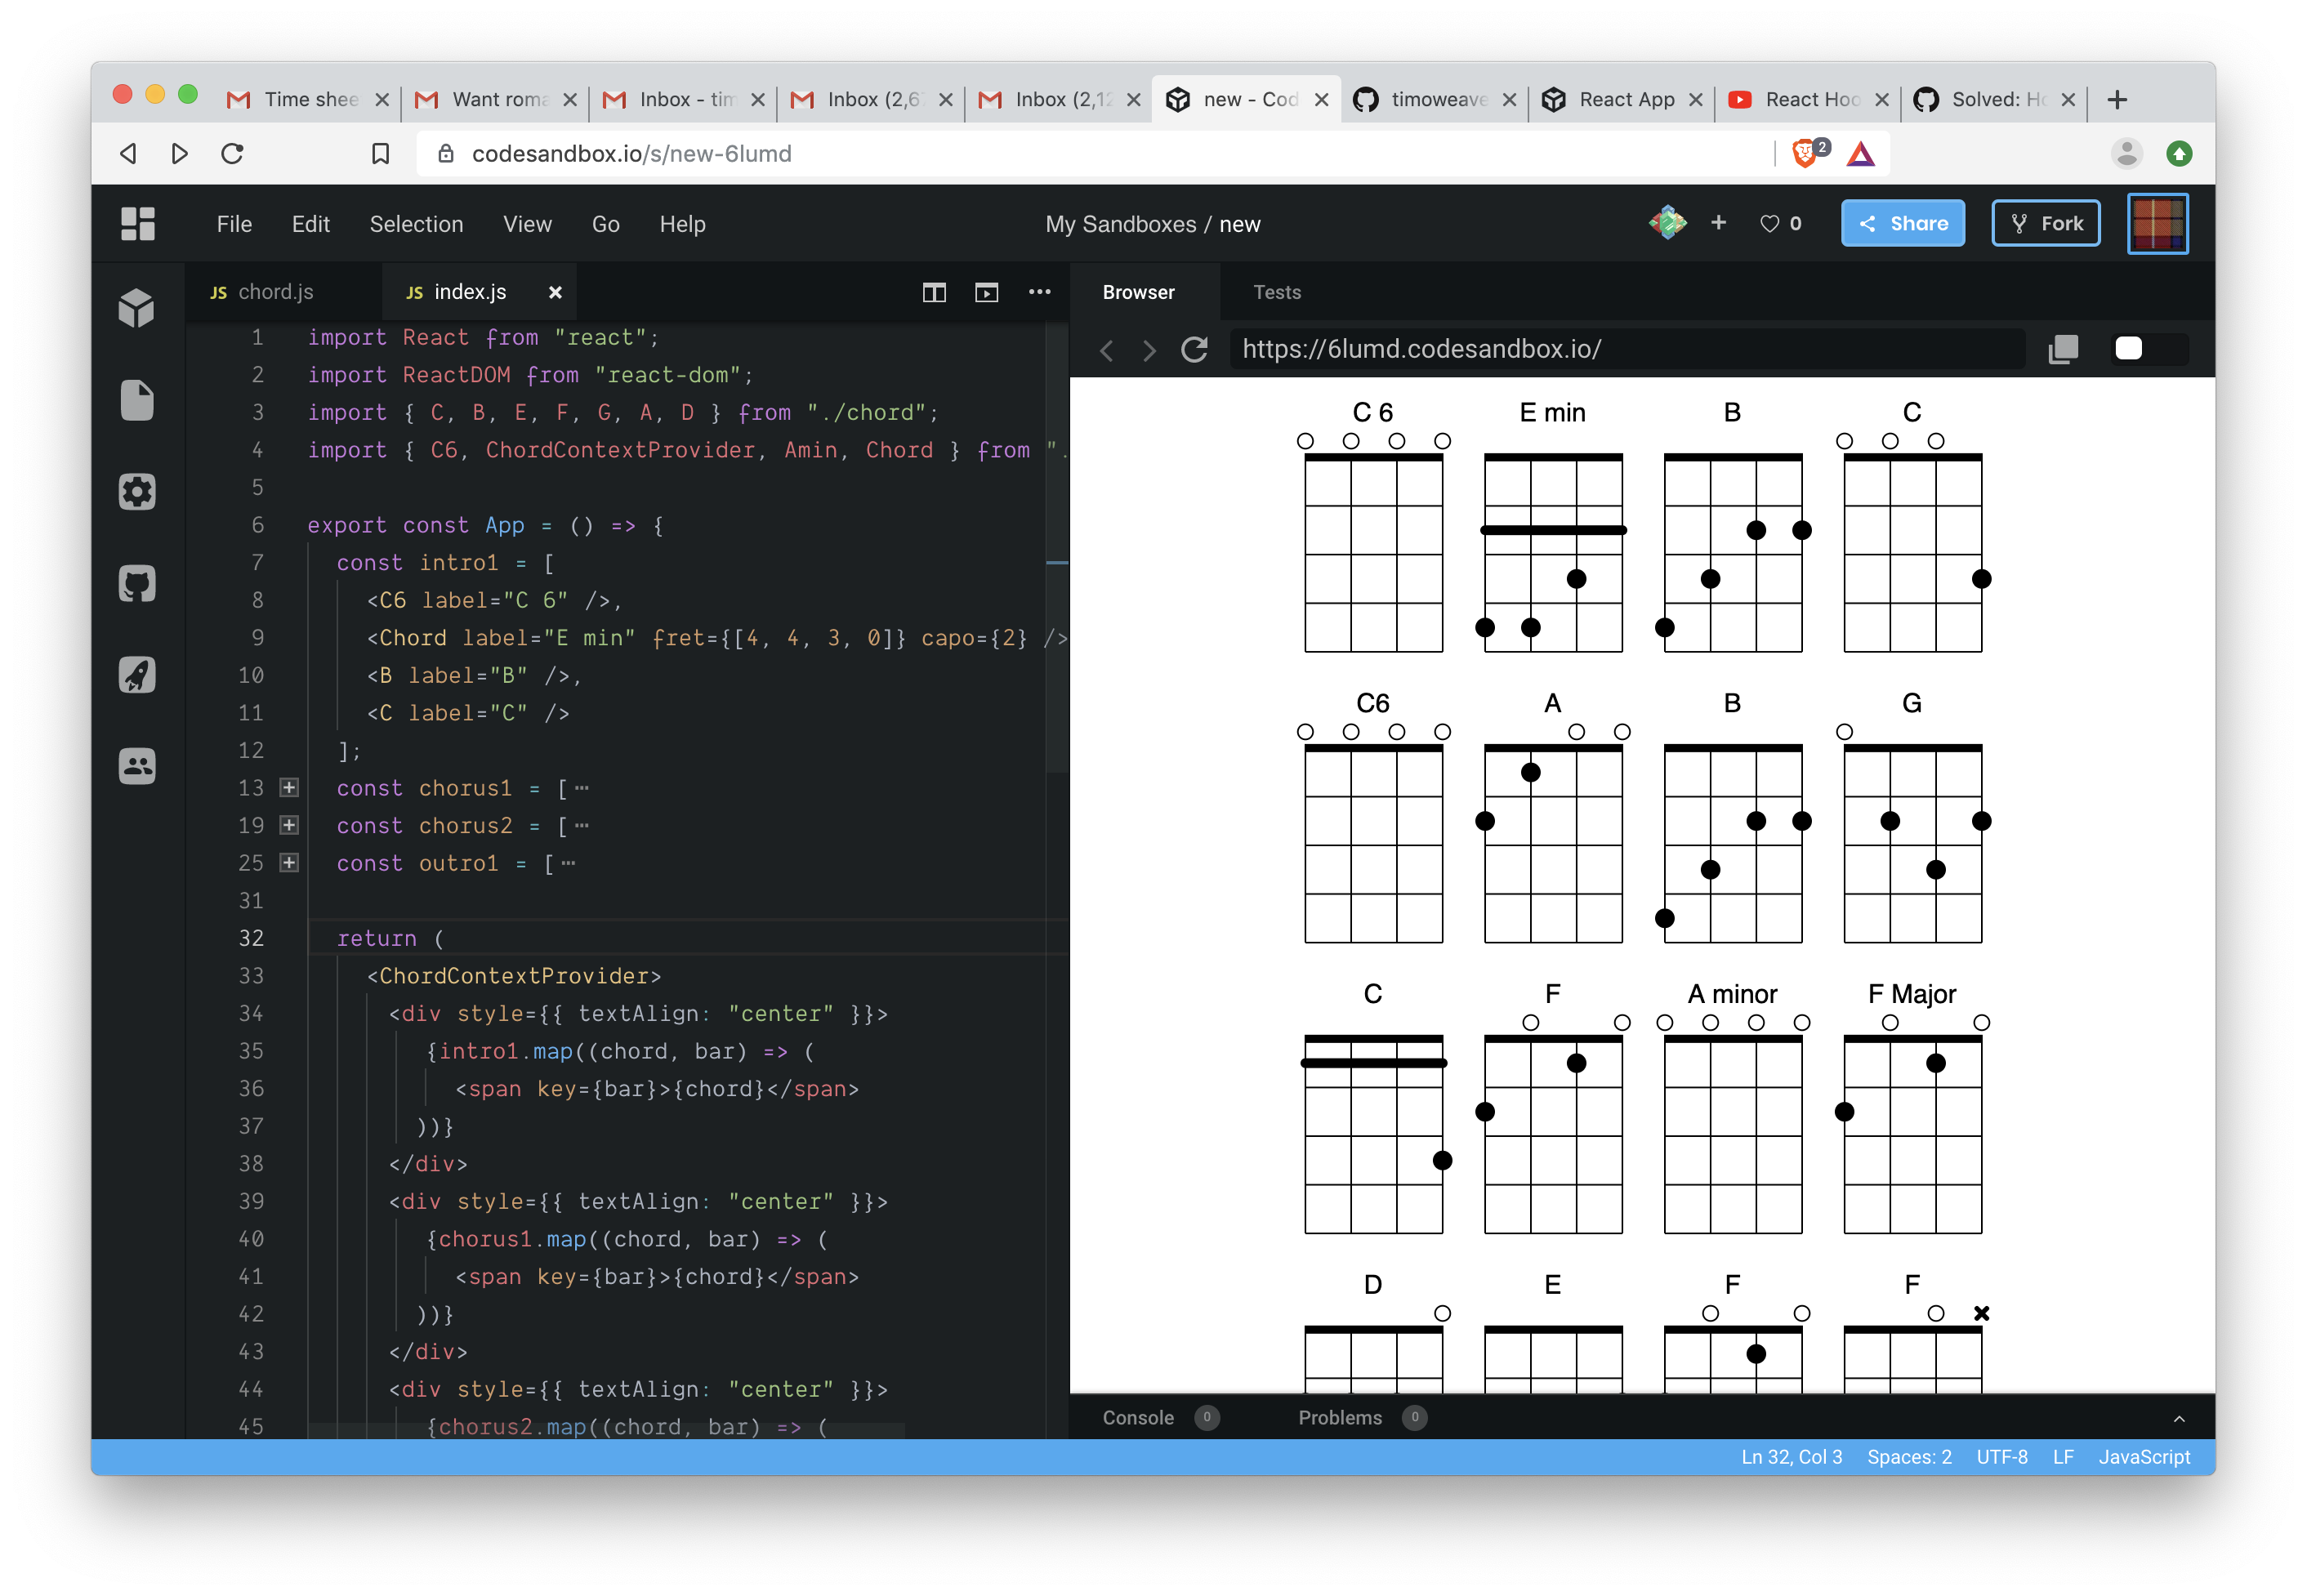 Time shee
Want roma
Inbox - tim
Inbox (2,6
Inbox (2,12
new - Cod
timoweave
React App
React Hoo
Solved: Ho
codesandbox.io/s/new-6lumd
2
File Edit Selection View Go Help
My Sandboxes / new
0
Share
Fork
JS chord.js
JS index.js
1 import React from "react";
2 import ReactDOM from "react-dom";
3 import { C, B, E, F, G, A, D } from "./chord";
4 import { C6, ChordContextProvider, Amin, Chord } from ".
5
6 export const App = () => {
7 const intro1 = [
8 <C6 label="C 6" />,
9 <Chord label="E min" fret={[4, 4, 3, 0]} capo={2} />
10 <B label="B" />,
11 <C label="C" />
12 ];
13 const chorus1 = [ ⋯
19 const chorus2 = [ ⋯
25 const outro1 = [ ⋯
31
32 return (
33 <ChordContextProvider>
34 <div style={{ textAlign: "center" }}>
35 {intro1.map((chord, bar) => (
36 <span key={bar}>{chord}</span>
37 ))}
38 </div>
39 <div style={{ textAlign: "center" }}>
40 {chorus1.map((chord, bar) => (
41 <span key={bar}>{chord}</span>
42 ))}
43 </div>
44 <div style={{ textAlign: "center" }}>
45 {chorus2.map((chord, bar) => (
Browser Tests
https://6lumd.codesandbox.io/
C 6 E min B C
C6 A B G
C F A minor F Major
D E F F
Console 0 Problems 0
Ln 32, Col 3 Spaces: 2 UTF-8 LF JavaScript